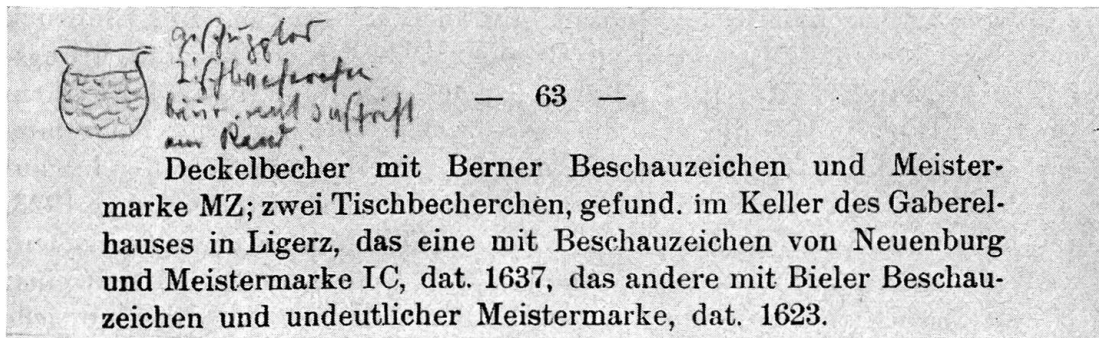 am Rand.
— 63 —
Deckelbecher mit Berner Beschauzeichen und Meister-
marke MZ; zwei Tischbecherchen, gefund. im Keller des Gaberel-
hauses in Ligerz, das eine mit Beschauzeichen von Neuenburg
und Meistermarke IC, dat. 1637, das andere mit Bieler Beschau-
zeichen und undeutlicher Meistermarke, dat. 1623.